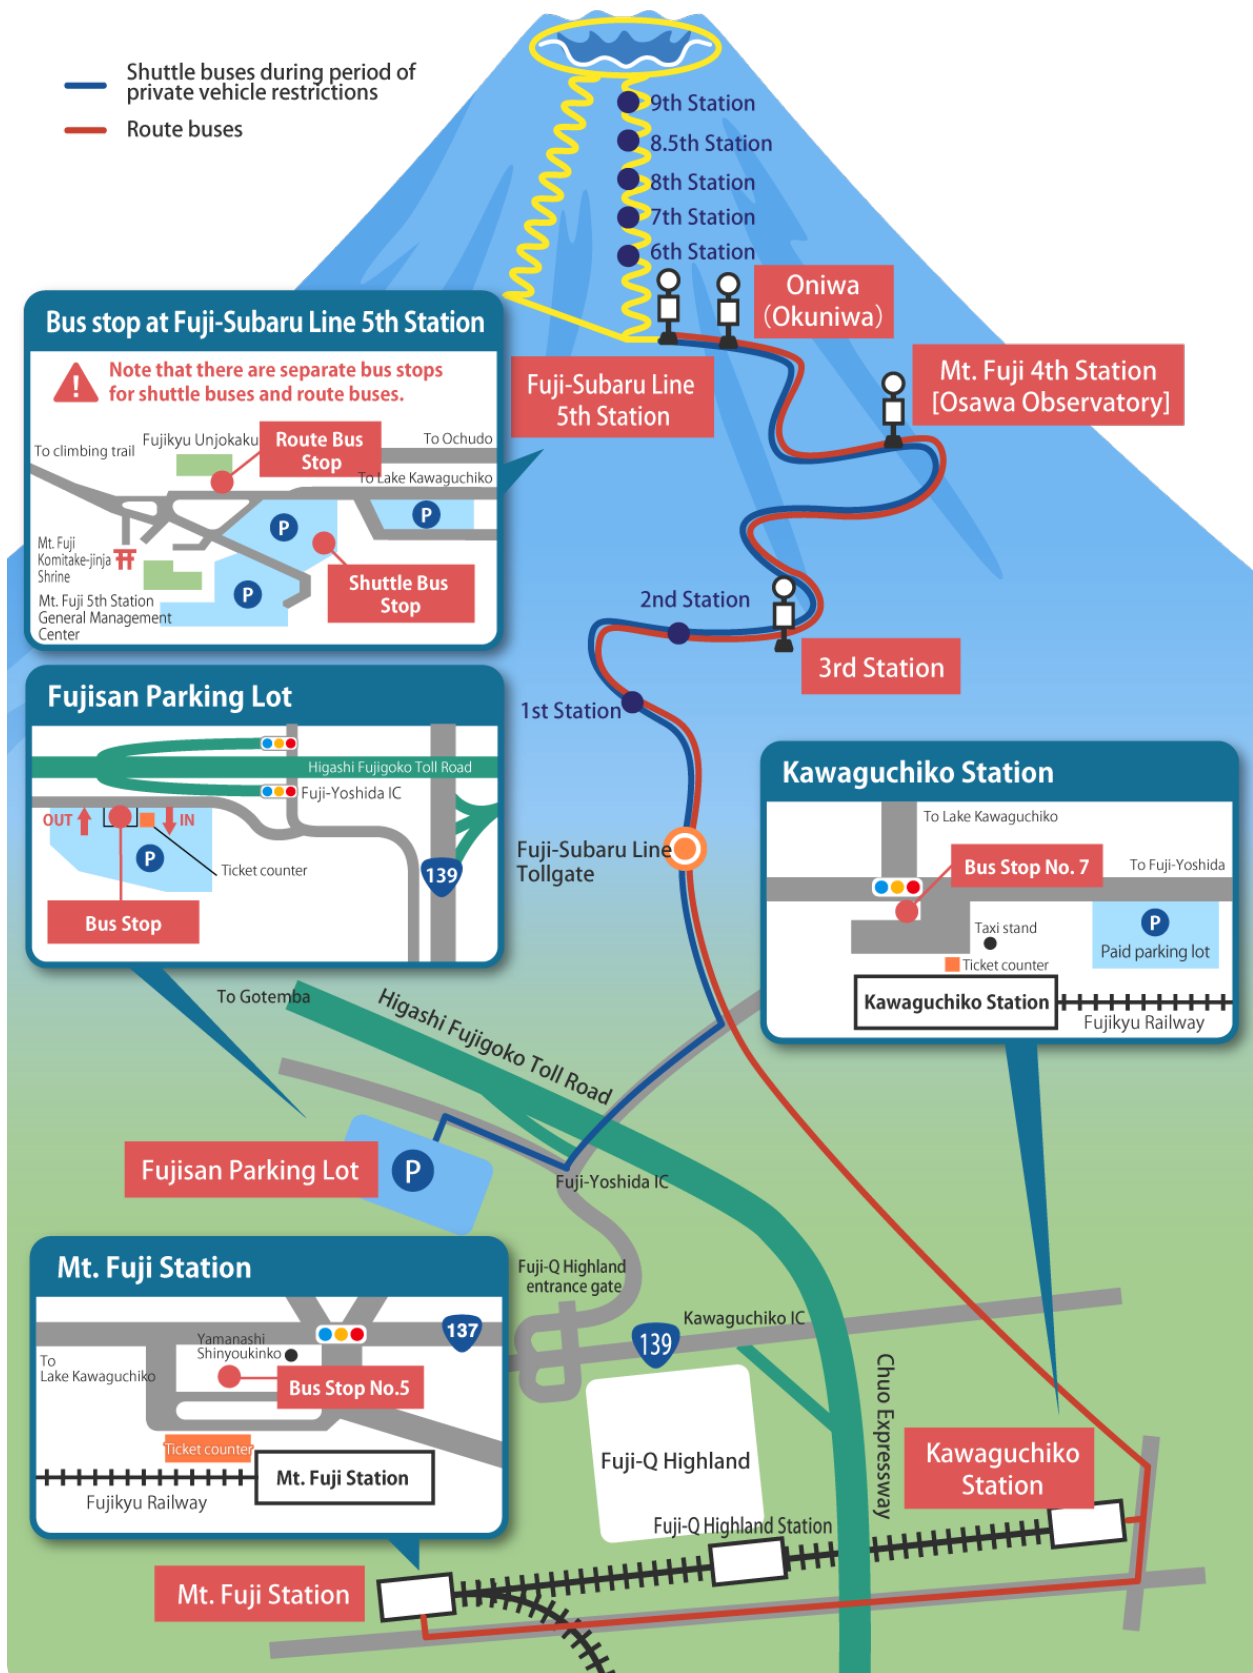 Shuttle buses during period of
private vehicle restrictions
Route buses
9th Station
8.5th Station
8th Station
7th Station
6th Station
Oniwa
(Okuniwa)
Fuji-Subaru Line
5th Station
Mt. Fuji 4th Station
[Osawa Observatory]
2nd Station
3rd Station
1st Station
Fuji-Subaru Line
Tollgate
Bus stop at Fuji-Subaru Line 5th Station
!
Note that there are separate bus stops
for shuttle buses and route buses.
To climbing trail
Fujikyu Unjokaku
Route Bus
Stop
To Ochudo
To Lake Kawaguchiko
P
P
Mt. Fuji
Komitake-jinja
Shrine
Shuttle Bus
Stop
P
Mt. Fuji 5th Station
General Management
Center
Fujisan Parking Lot
Higashi Fujigoko Toll Road
Fuji-Yoshida IC
OUT
IN
P
Ticket counter
139
Bus Stop
Kawaguchiko Station
To Lake Kawaguchiko
Bus Stop No. 7
To Fuji-Yoshida
Taxi stand
P
Paid parking lot
Ticket counter
Kawaguchiko Station
Fujikyu Railway
To Gotemba
Higashi Fujigoko Toll Road
Fujisan Parking Lot
P
Fuji-Yoshida IC
Fuji-Q Highland
entrance gate
Kawaguchiko IC
139
Chuo Expressway
Fuji-Q Highland
Kawaguchiko
Station
Fuji-Q Highland Station
Mt. Fuji Station
137
Yamanashi
Shinyoukinko
To
Lake Kawaguchiko
Bus Stop No.5
Ticket counter
Mt. Fuji Station
Fujikyu Railway
Mt. Fuji Station